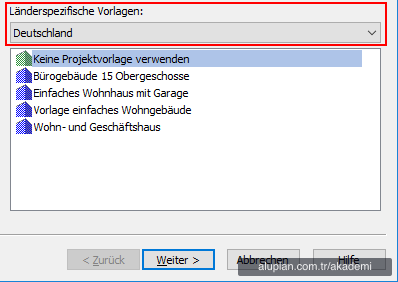 Länderspezifische Vorlagen:
Deutschland
Keine Projektvorlage verwenden
Bürogebäude 15 Obergeschosse
Einfaches Wohnhaus mit Garage
Vorlage einfaches Wohngebäude
Wohn- und Geschäftshaus
< Zurück Weiter > Abbrechen Hilfe
alupian.com.tr/akademi